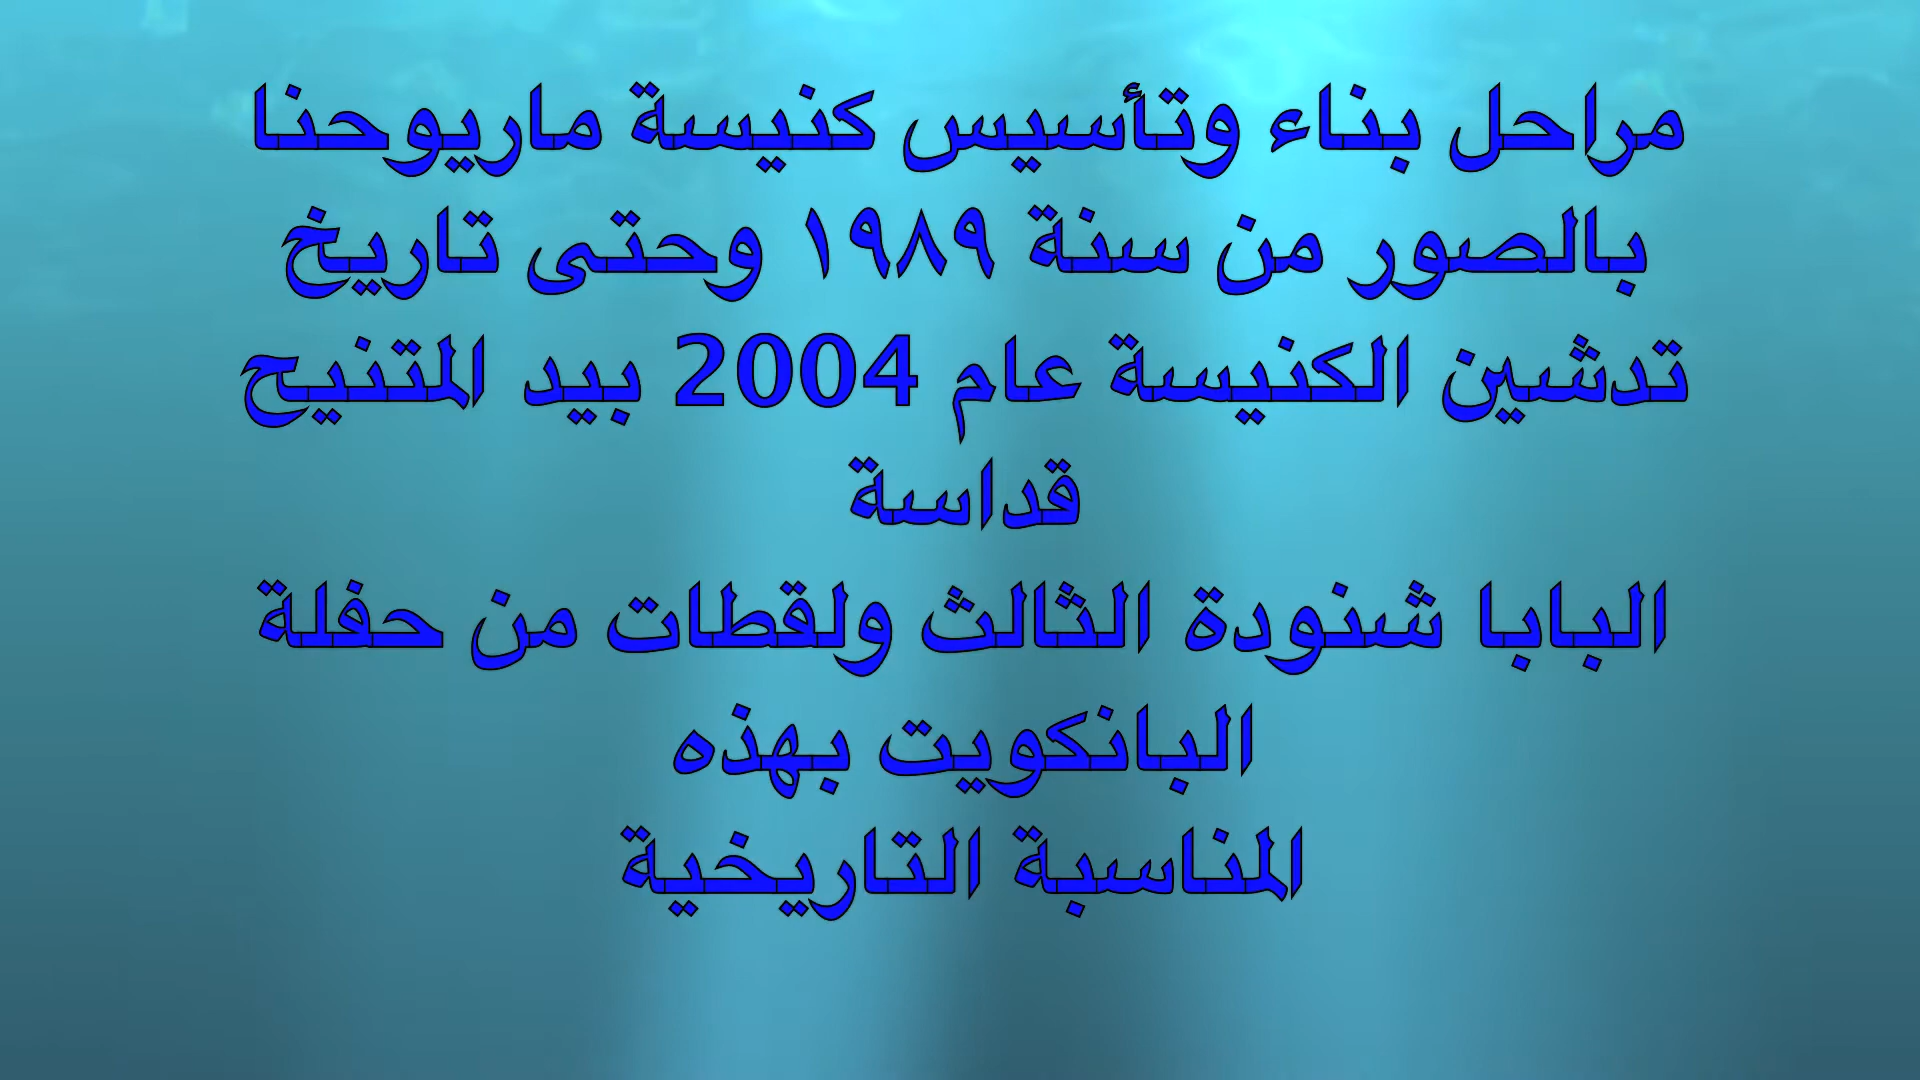 مراحل بناء وتأسيس كنيسة ماريوحنا
بالصور من سنة ١٩٨٩ وحتى تاريخ
تدشين الكنيسة عام 2004 بيد المتنيح
قداسة
البابا شنودة الثالث ولقطات من حفلة
البانكويت بهذه
المناسبة التاريخية